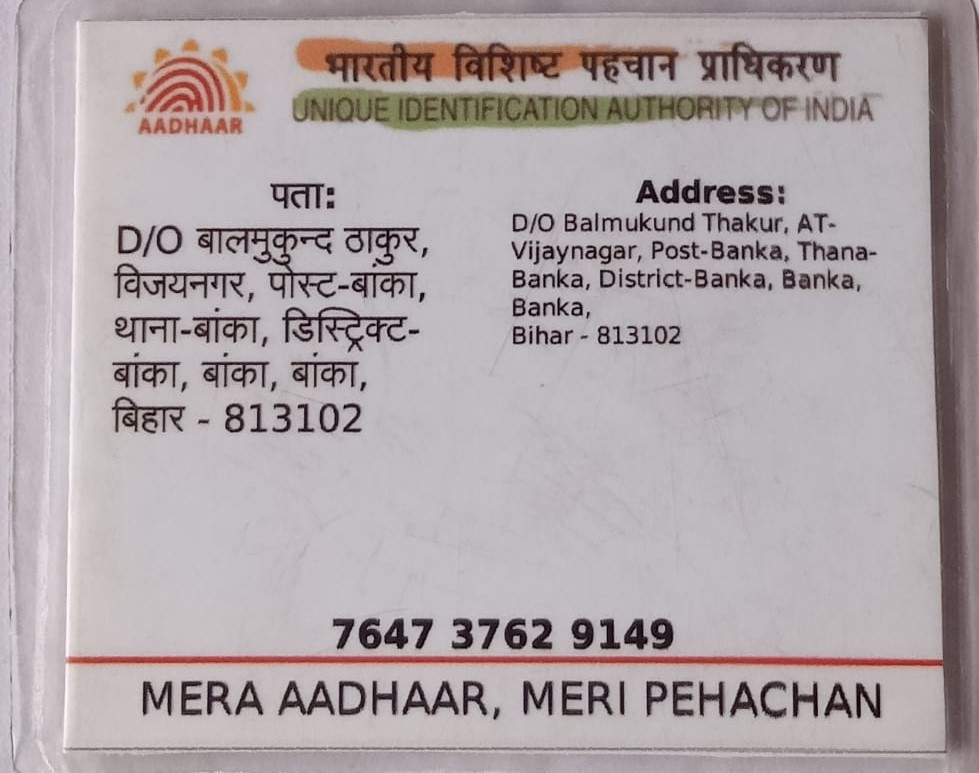 भारतीय विशिष्ट पहचान प्राधिकरण
UNIQUE IDENTIFICATION AUTHORITY OF INDIA
AADHAAR
पता:
D/O बालमुकुन्द ठाकुर,
विजयनगर, पोस्ट-बांका,
थाना-बांका, डिस्ट्रिक्ट-
बांका, बांका, बांका,
बिहार - 813102
Address:
D/O Balmukund Thakur, AT-
Vijaynagar, Post-Banka, Thana-
Banka, District-Banka, Banka,
Banka,
Bihar - 813102
7647 3762 9149
MERA AADHAAR, MERI PEHACHAN